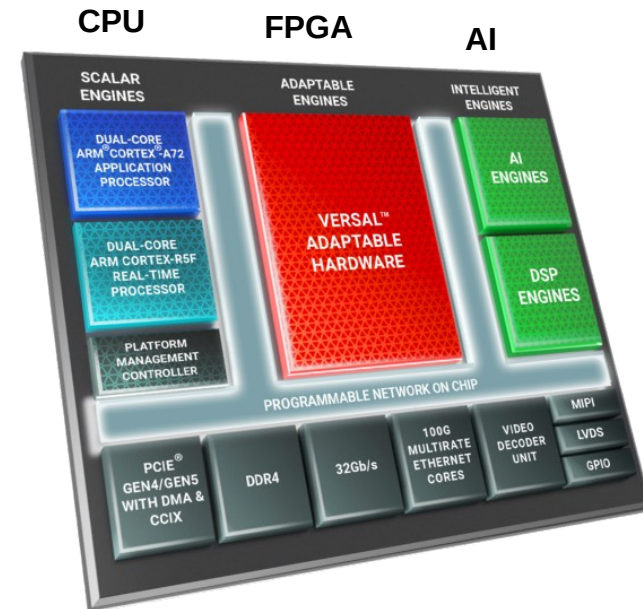 CPU
FPGA
AI
SCALAR
ENGINES
ADAPTABLE
ENGINES
INTELLIGENT
ENGINES
DUAL-CORE
ARM® CORTEX®-A72
APPLICATION
PROCESSOR
DUAL-CORE
ARM CORTEX-R5F
REAL-TIME
PROCESSOR
PLATFORM
MANAGEMENT
CONTROLLER
VERSAL™
ADAPTABLE
HARDWARE
AI
ENGINES
DSP
ENGINES
PROGRAMMABLE NETWORK ON CHIP
PCIE®
GEN4/GEN5
WITH DMA &
CCIX
DDR4
32Gb/s
100G
MULTIRATE
ETHERNET
CORES
VIDEO
DECODER
UNIT
MIPI
LVDS
GPIO